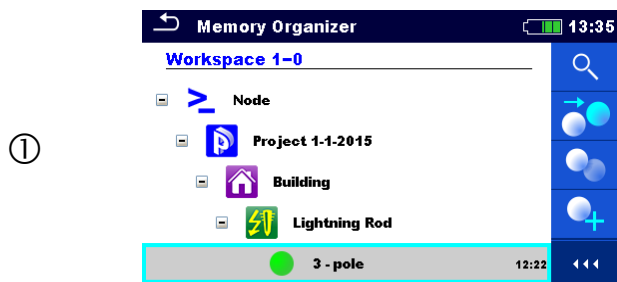 Memory Organizer 13:35
Workspace 1-0
Node
①
Project 1-1-2015
Building
Lightning Rod
3 - pole 12:22